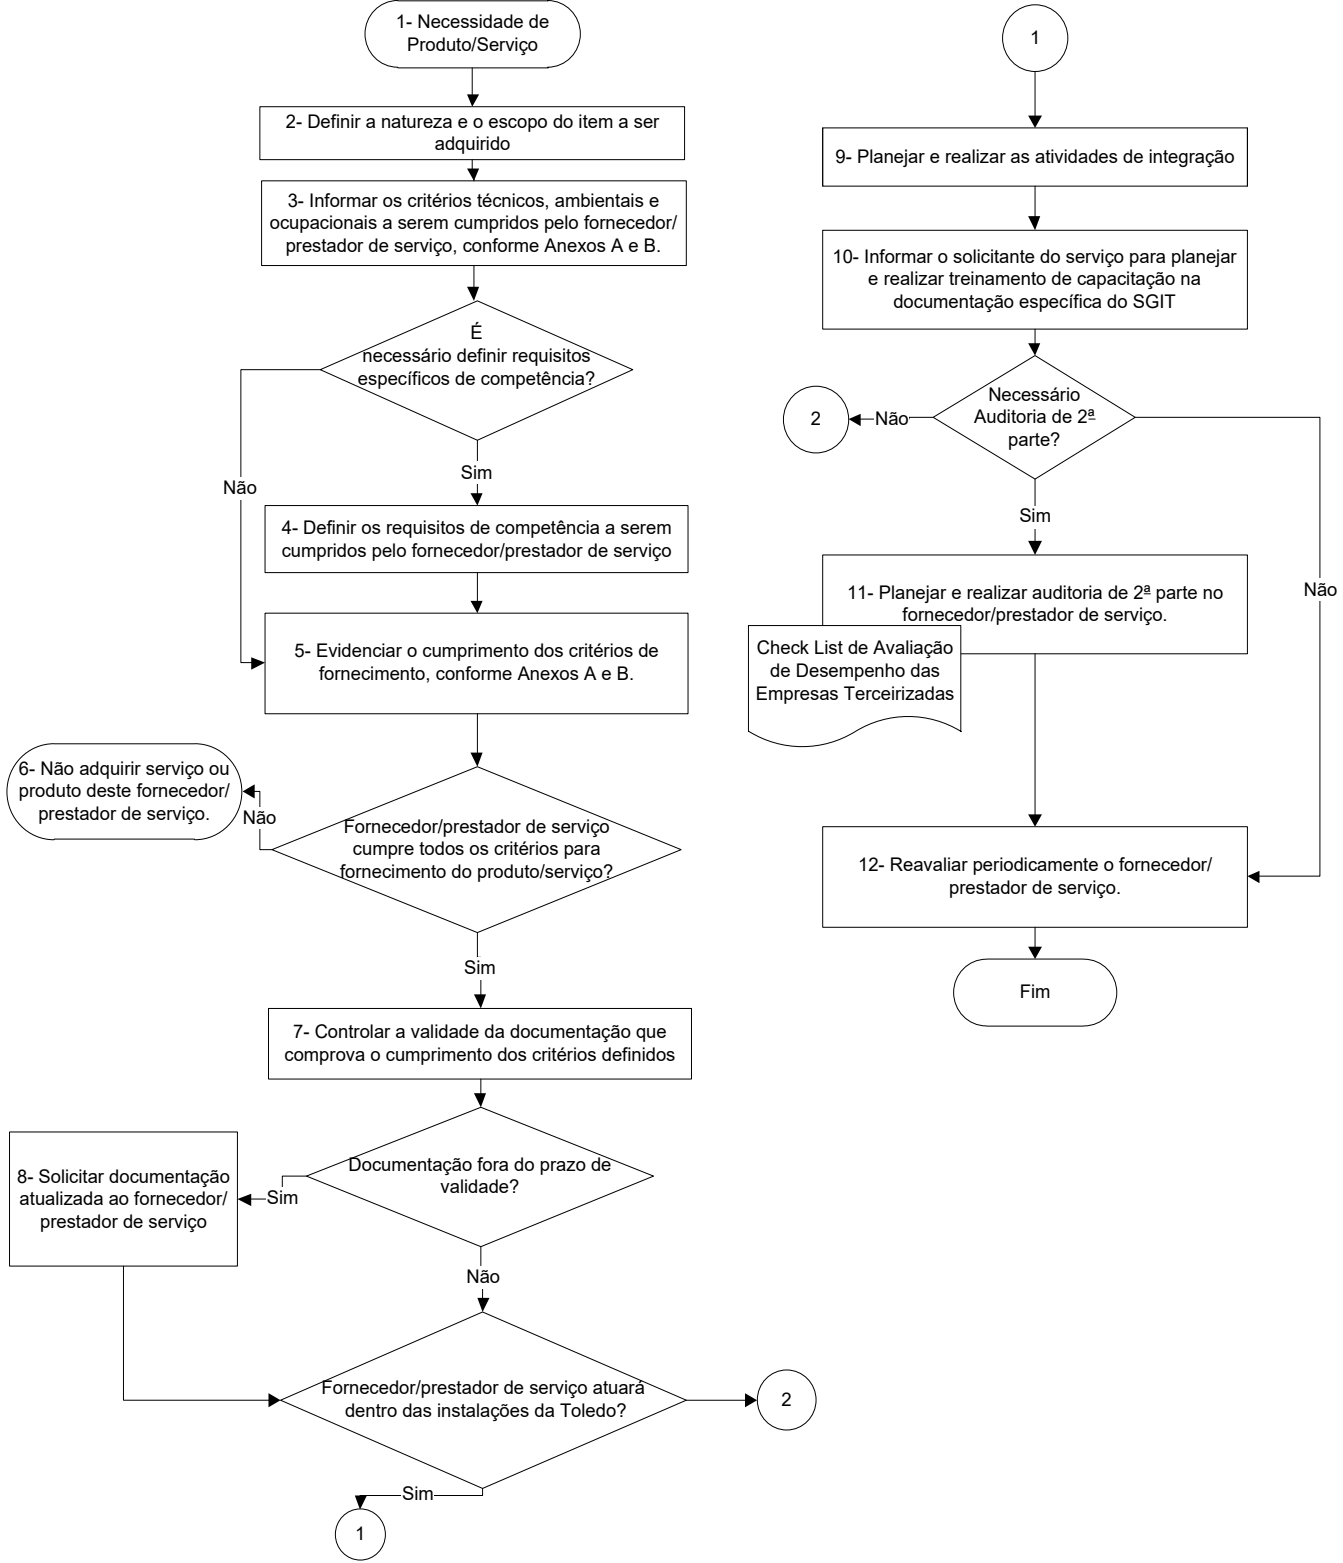 1- Necessidade de
Produto/Serviço
2- Definir a natureza e o escopo do item a ser
adquirido
3- Informar os critérios técnicos, ambientais e
ocupacionais a serem cumpridos pelo fornecedor/
prestador de serviço, conforme Anexos A e B.
É
necessário definir requisitos
específicos de competência?
Não
Sim
4- Definir os requisitos de competência a serem
cumpridos pelo fornecedor/prestador de serviço
5- Evidenciar o cumprimento dos critérios de
fornecimento, conforme Anexos A e B.
6- Não adquirir serviço ou
produto deste fornecedor/
prestador de serviço.
Não
Fornecedor/prestador de serviço
cumpre todos os critérios para
fornecimento do produto/serviço?
Sim
7- Controlar a validade da documentação que
comprova o cumprimento dos critérios definidos
Documentação fora do prazo de
validade?
Sim
8- Solicitar documentação
atualizada ao fornecedor/
prestador de serviço
Não
Fornecedor/prestador de serviço atuará
dentro das instalações da Toledo?
2
Sim
1
1
9- Planejar e realizar as atividades de integração
10- Informar o solicitante do serviço para planejar
e realizar treinamento de capacitação na
documentação específica do SGIT
Necessário
Auditoria de 2ª
parte?
Não
2
Sim
Não
11- Planejar e realizar auditoria de 2ª parte no
fornecedor/prestador de serviço.
Check List de Avaliação
de Desempenho das
Empresas Terceirizadas
12- Reavaliar periodicamente o fornecedor/
prestador de serviço.
Fim